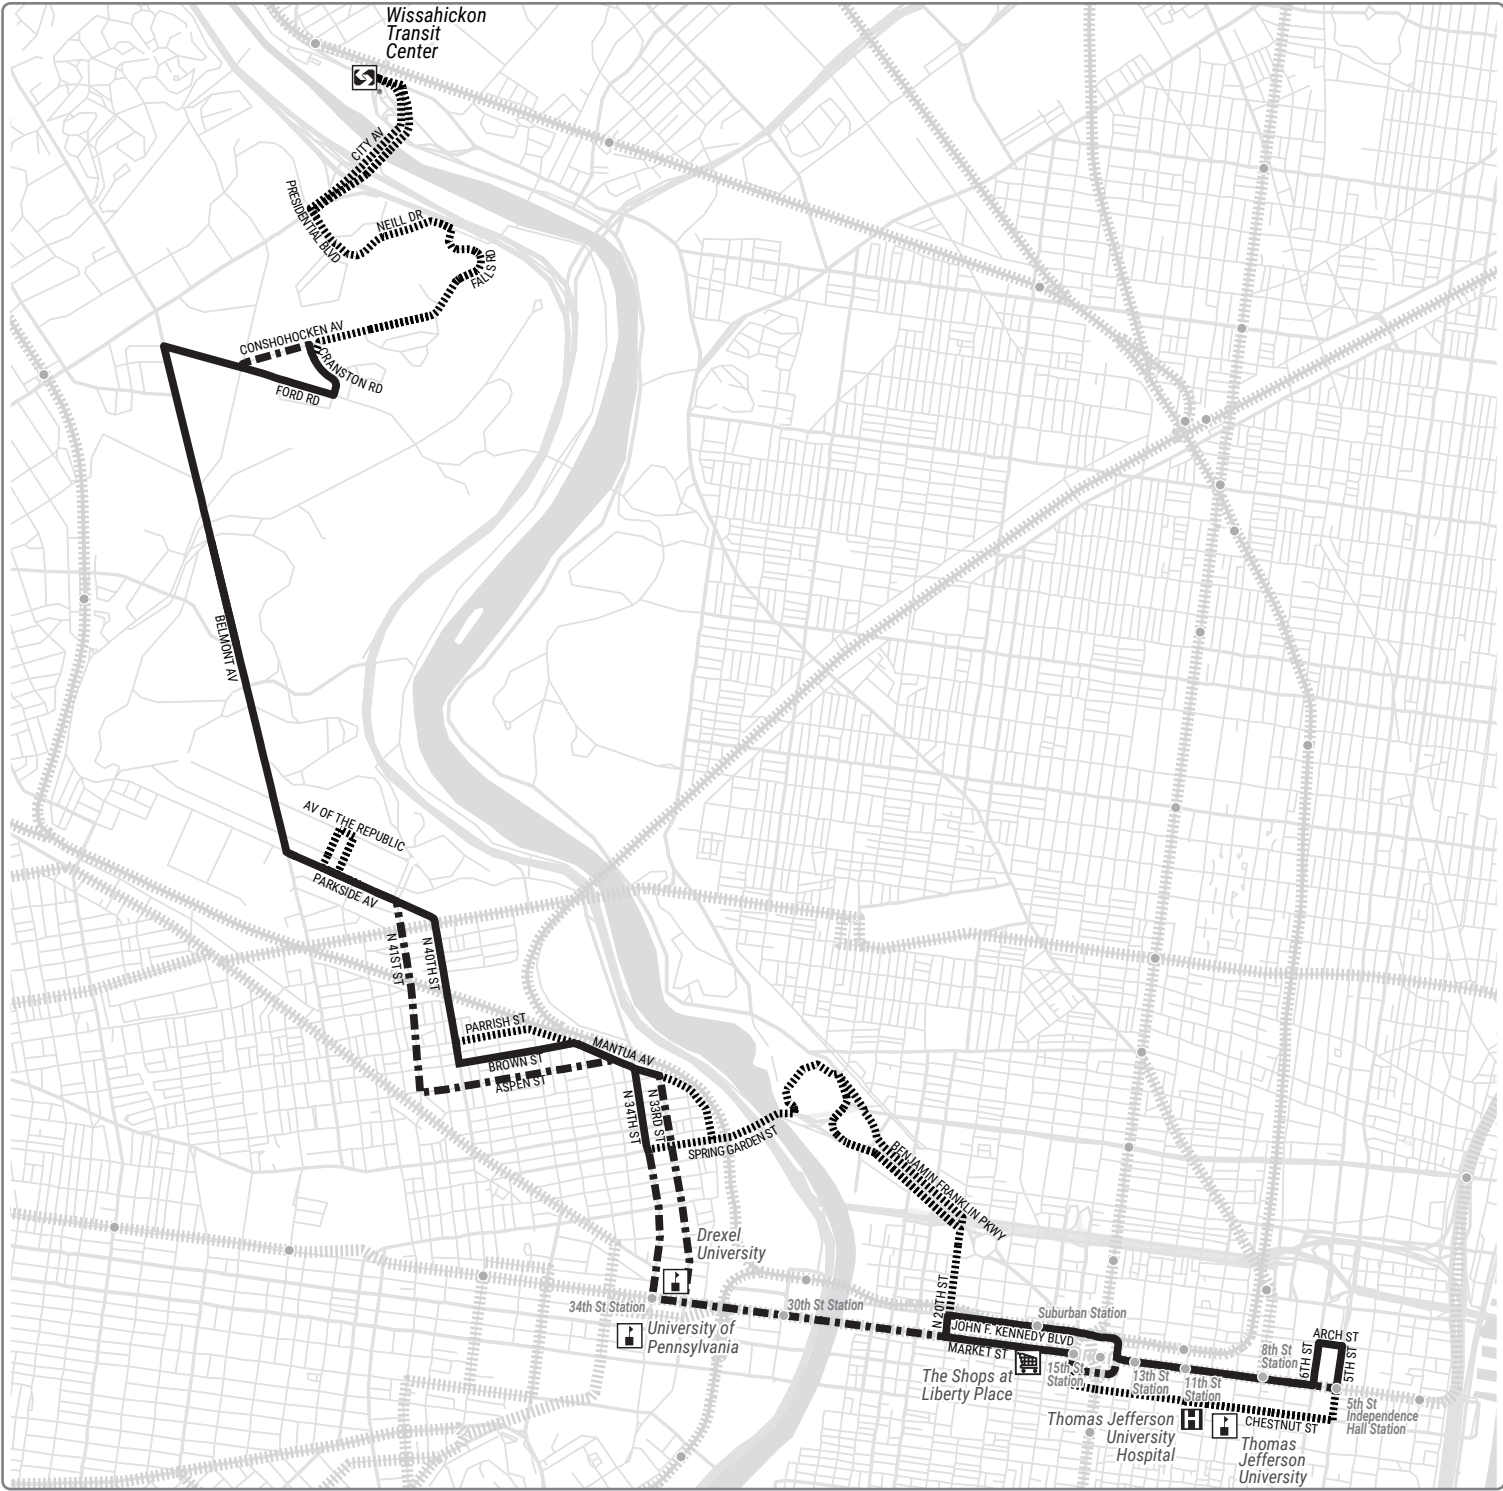 Wissahickon
Transit
Center
CITY AV
PRESIDENTIAL BLVD
NEILL DR
FALLS RD
CONSHOHOCKEN AV
CRANSTON RD
FORD RD
BELMONT AV
AV OF THE REPUBLIC
PARKSIDE AV
N 41ST ST
N 40TH ST
PARRISH ST
MANTUA AV
BROWN ST
ASPEN ST
N 34TH ST
N 33RD ST
SPRING GARDEN ST
BENJAMIN FRANKLIN PKWY
Drexel
University
34th St Station
30th St Station
University of
Pennsylvania
N 20TH ST
Suburban Station
JOHN F. KENNEDY BLVD
MARKET ST
The Shops at
Liberty Place
15th St
Station
13th St
Station
11th St
Station
8th St
Station
ARCH ST
6TH ST
5TH ST
5th St
Independence
Hall Station
CHESTNUT ST
Thomas Jefferson
University
Hospital
H
Thomas
Jefferson
University